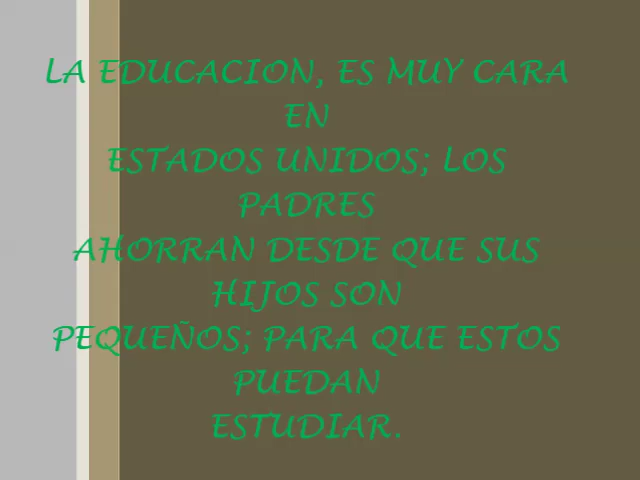 LA EDUCACION, ES MUY CARA
EN
ESTADOS UNIDOS; LOS
PADRES
AHORRAN DESDE QUE SUS
HIJOS SON
PEQUEÑOS; PARA QUE ESTOS
PUEDAN
ESTUDIAR.